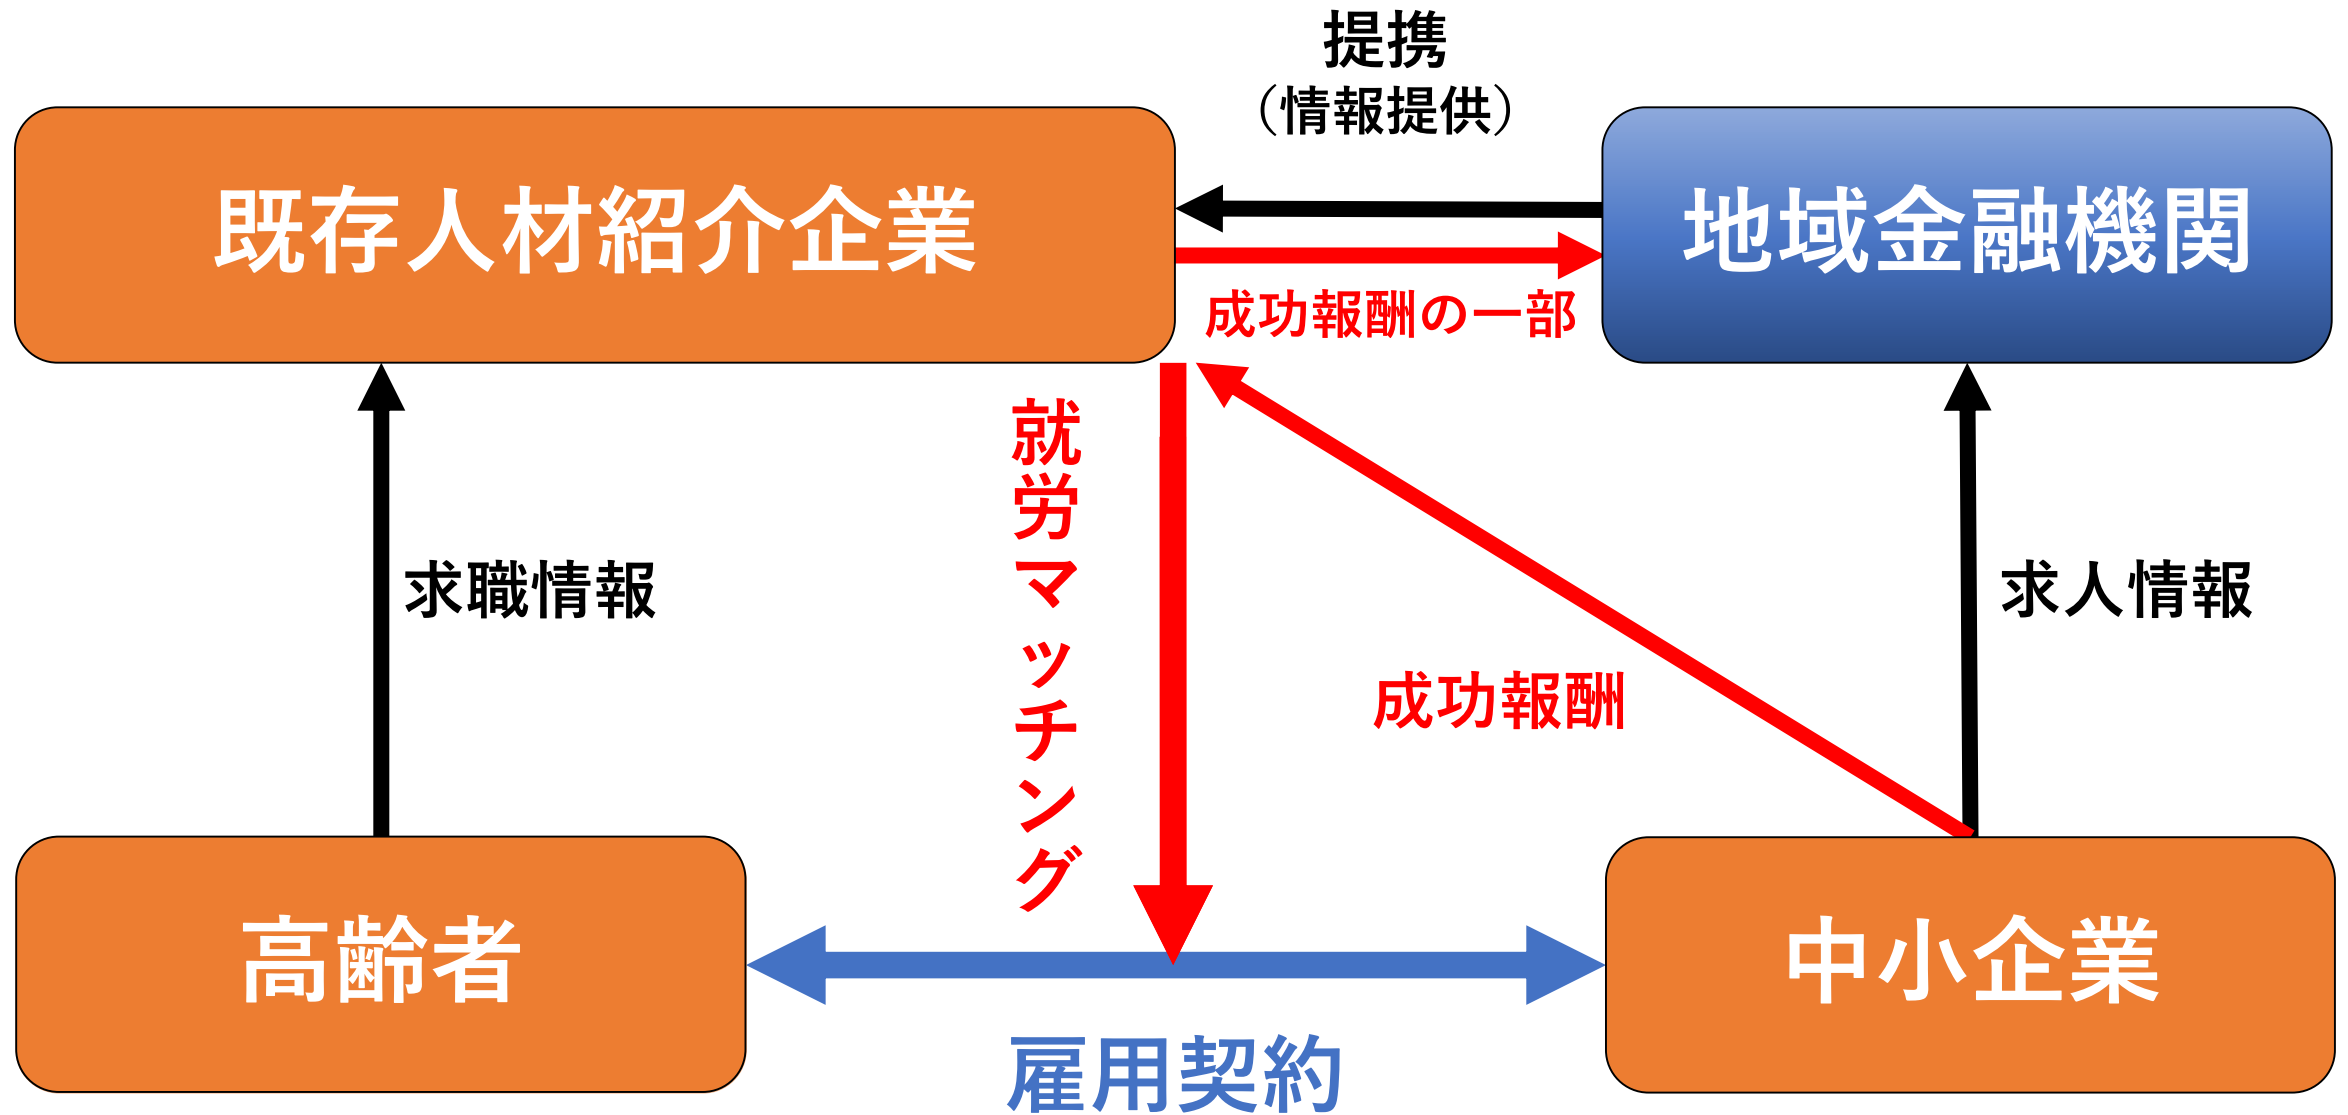 提携
（情報提供）
既存人材紹介企業
地域金融機関
成功報酬の一部
就労マッチング
求職情報
求人情報
成功報酬
高齢者
中小企業
雇用契約